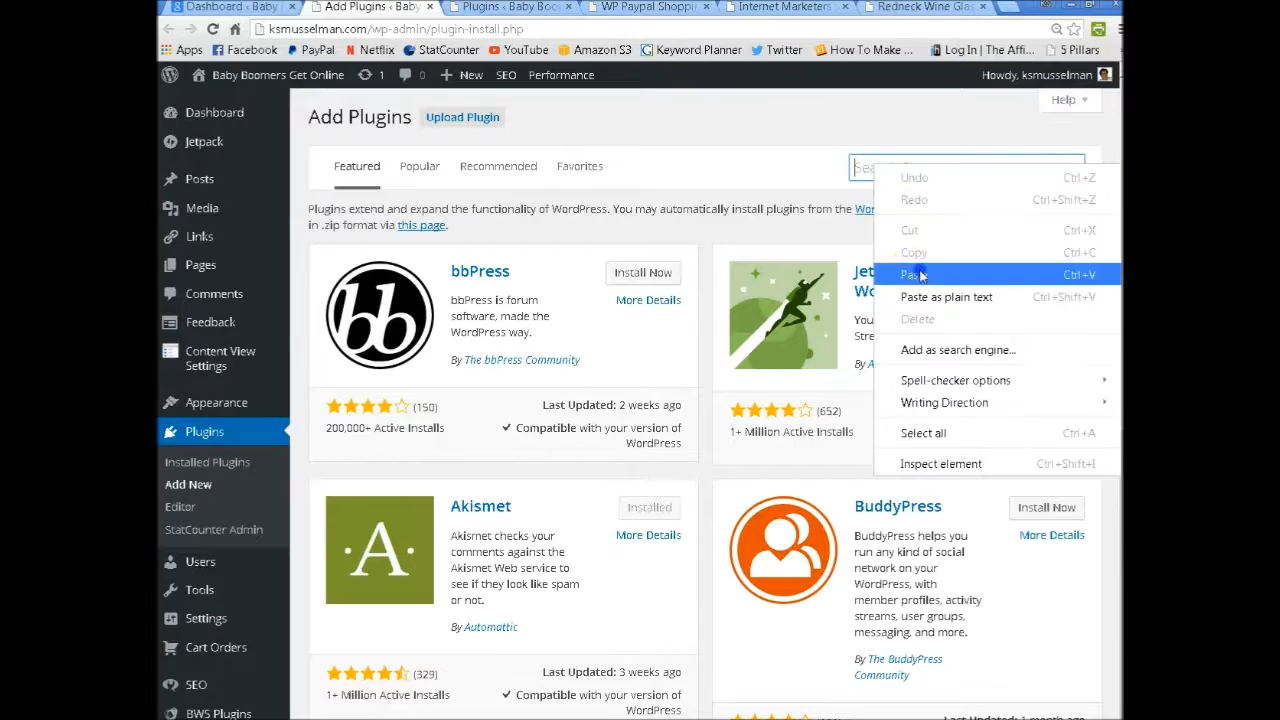 Dashboard ‹ Baby
Add Plugins ‹ Baby
Plugins ‹ Baby Boo
WP Paypal Shoppin
Internet Marketers
Redneck Wine Glas
ksmusselman.com/wp-admin/plugin-install.php
Apps
Facebook
PayPal
Netflix
StatCounter
YouTube
Amazon S3
Keyword Planner
Twitter
How To Make ...
Log In | The Affi...
5 Pillars
Baby Boomers Get Online
1
0
New
SEO
Performance
Howdy, ksmusselman
Help
Dashboard
Jetpack
Posts
Media
Links
Pages
Comments
Feedback
Content View
Settings
Appearance
Plugins
Installed Plugins
Add New
Editor
StatCounter Admin
Users
Tools
Settings
Cart Orders
SEO
BWS Plugins
Add Plugins
Upload Plugin
Featured
Popular
Recommended
Favorites
Plugins extend and expand the functionality of WordPress. You may automatically install plugins from the
in .zip format via this page.
Undo Ctrl+Z
Redo Ctrl+Shift+Z
Cut Ctrl+X
Copy Ctrl+C
Paste Ctrl+V
Paste as plain text Ctrl+Shift+V
Delete
Add as search engine...
Spell-checker options
Writing Direction
Select all Ctrl+A
Inspect element Ctrl+Shift+I
bb
bbPress
Install Now
More Details
bbPress is forum
software, made the
WordPress way.
By The bbPress Community
(150)
200,000+ Active Installs
Last Updated: 2 weeks ago
Compatible with your version of
WordPress
(652)
1+ Million Active Installs
·A·
Akismet
Installed
More Details
Akismet checks your
comments against the
Akismet Web service to
see if they look like spam
or not.
By Automattic
(329)
1+ Million Active Installs
Last Updated: 3 weeks ago
Compatible with your version of
WordPress
BuddyPress
Install Now
More Details
BuddyPress helps you
run any kind of social
network on your
WordPress, with
member profiles, activity
streams, user groups,
messaging, and more.
By The BuddyPress
Community